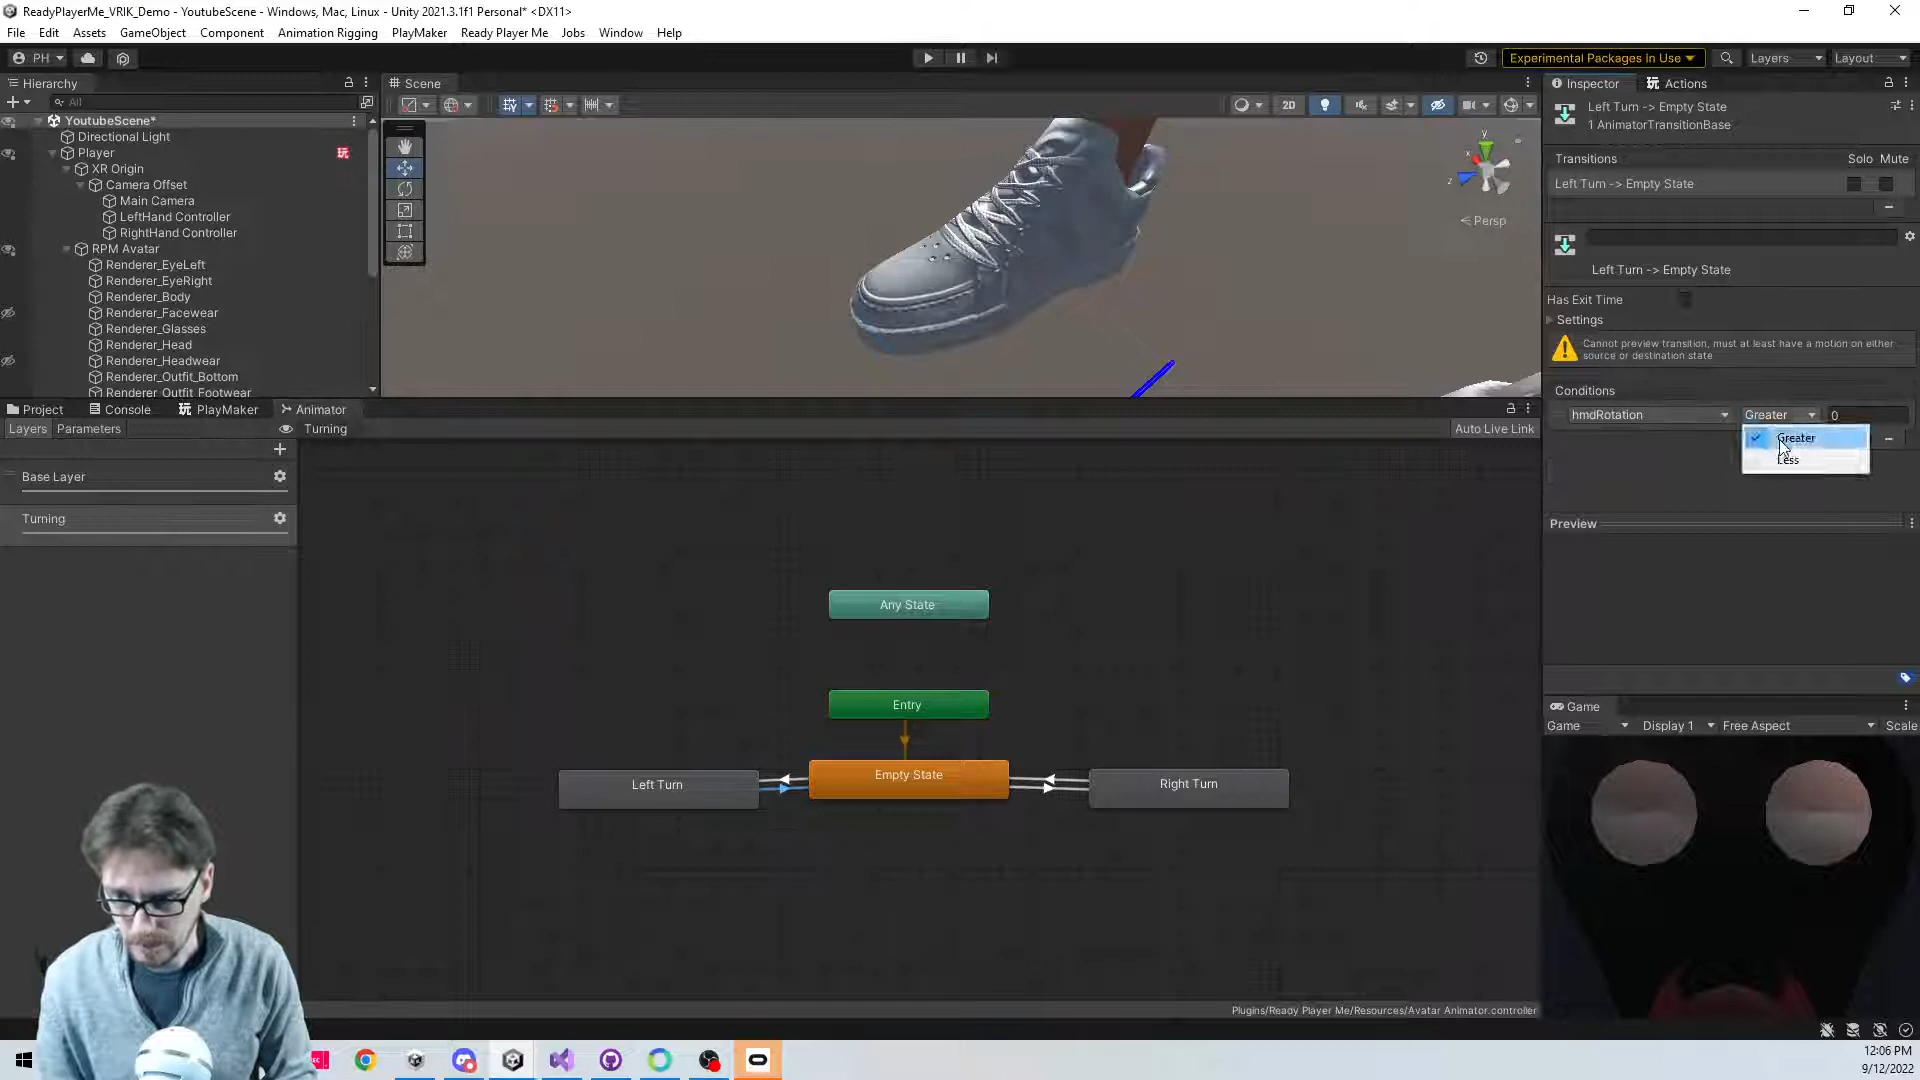 ReadyPlayerMe_VRIK_Demo - YoutubeScene - Windows, Mac, Linux - Unity 2021.3.1f1 Personal* <DX11>
File Edit Assets GameObject Component Animation Rigging PlayMaker Ready Player Me Jobs Window Help
PH
Experimental Packages In Use
Layers
Layout
Hierarchy
All
YoutubeScene*
Directional Light
Player
玩
XR Origin
Camera Offset
Main Camera
LeftHand Controller
RightHand Controller
RPM Avatar
Renderer_EyeLeft
Renderer_EyeRight
Renderer_Body
Renderer_Facewear
Renderer_Glasses
Renderer_Head
Renderer_Headwear
Renderer_Outfit_Bottom
Renderer_Outfit_Footwear
Scene
2D
y
x
z
Persp
Inspector
Actions
Left Turn -> Empty State
1 AnimatorTransitionBase
Transitions
Solo Mute
Left Turn -> Empty State
Left Turn -> Empty State
Has Exit Time
Settings
Cannot preview transition, must at least have a motion on either
source or destination state
Conditions
hmdRotation
Greater
0
Greater
Less
Preview
Project
Console
PlayMaker
Animator
Layers
Parameters
Turning
Auto Live Link
Base Layer
Turning
Any State
Entry
Empty State
Left Turn
Right Turn
Plugins/Ready Player Me/Resources/Avatar Animator.controller
Game
Game
Display 1
Free Aspect
Scale
12:06 PM
9/12/2022